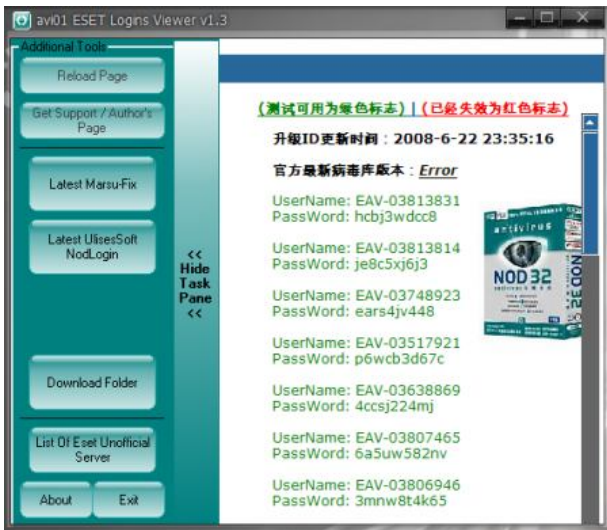 avi01 ESET Logins Viewer v1.3
Additional Tools
Reload Page
Get Support / Author's
Page
Latest Marsu-Fix
Latest UlisesSoft
NodLogin
Download Folder
List Of Eset Unofficial
Server
About
Exit
<<
Hide
Task
Pane
<<
(测试可用为绿色标志) | (已经失效为红色标志)
升级ID更新时间:2008-6-22 23:35:16
官方最新病毒库版本:Error
UserName: EAV-03813831
PassWord: hcbj3wdcc8
UserName: EAV-03813814
PassWord: je8c5xj6j3
UserName: EAV-03748923
PassWord: ears4jv448
UserName: EAV-03517921
PassWord: p6wcb3d67c
UserName: EAV-03638869
PassWord: 4ccsj224mj
UserName: EAV-03807465
PassWord: 6a5uw582nv
UserName: EAV-03806946
PassWord: 3mnw8t4k65
antivirus
NOD 32
NOD 32